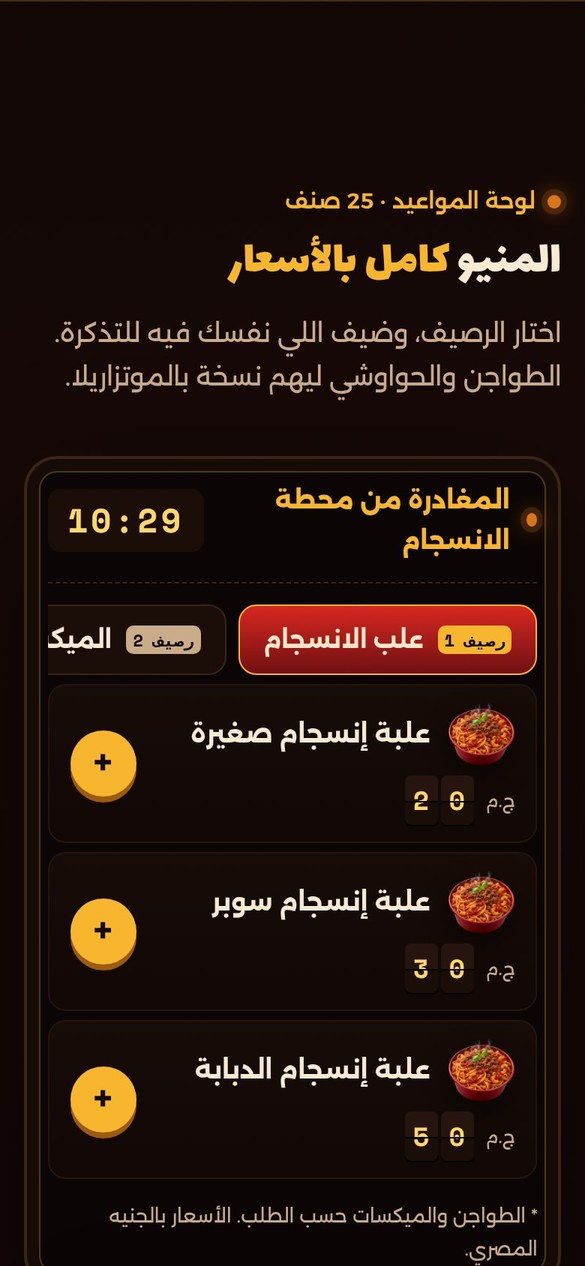 لوحة المواعيد · 25 صنف
المنيو كامل بالأسعار
اختار الرصيف، وضيف اللي نفسك فيه للتذكرة.
الطواجن والحواوشي ليهم نسخة بالموتزاريلا.
المغادرة من محطة
الانسجام
10:29
رصيف 1 علب الانسجام
رصيف 2 الميك
علبة إنسجام صغيرة
20 ج.م
+
علبة إنسجام سوبر
30 ج.م
+
علبة إنسجام الدبابة
50 ج.م
+
* الطواجن والميكسات حسب الطلب. الأسعار بالجنيه
المصري.